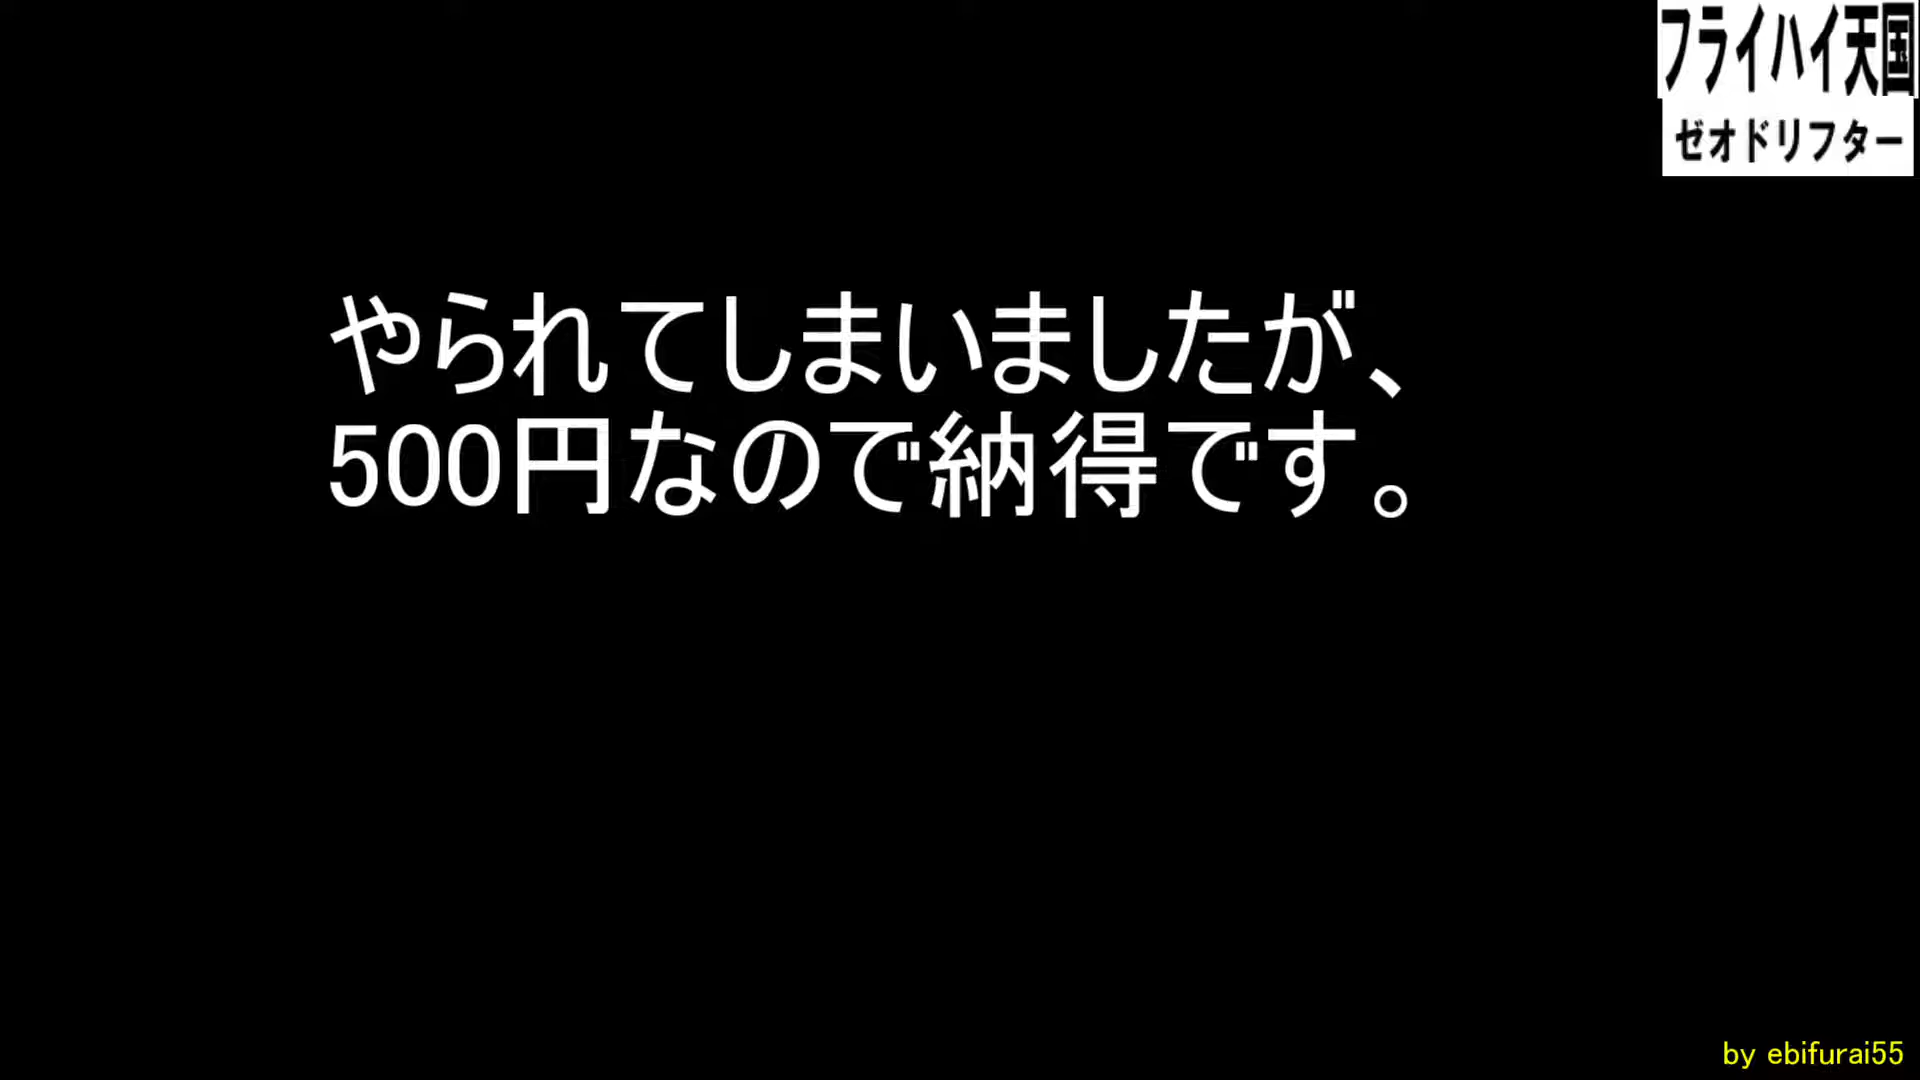 フライハイ天国
ゼオドリフター
やられてしまいましたが、
500円なので納得です。
by ebifurai55